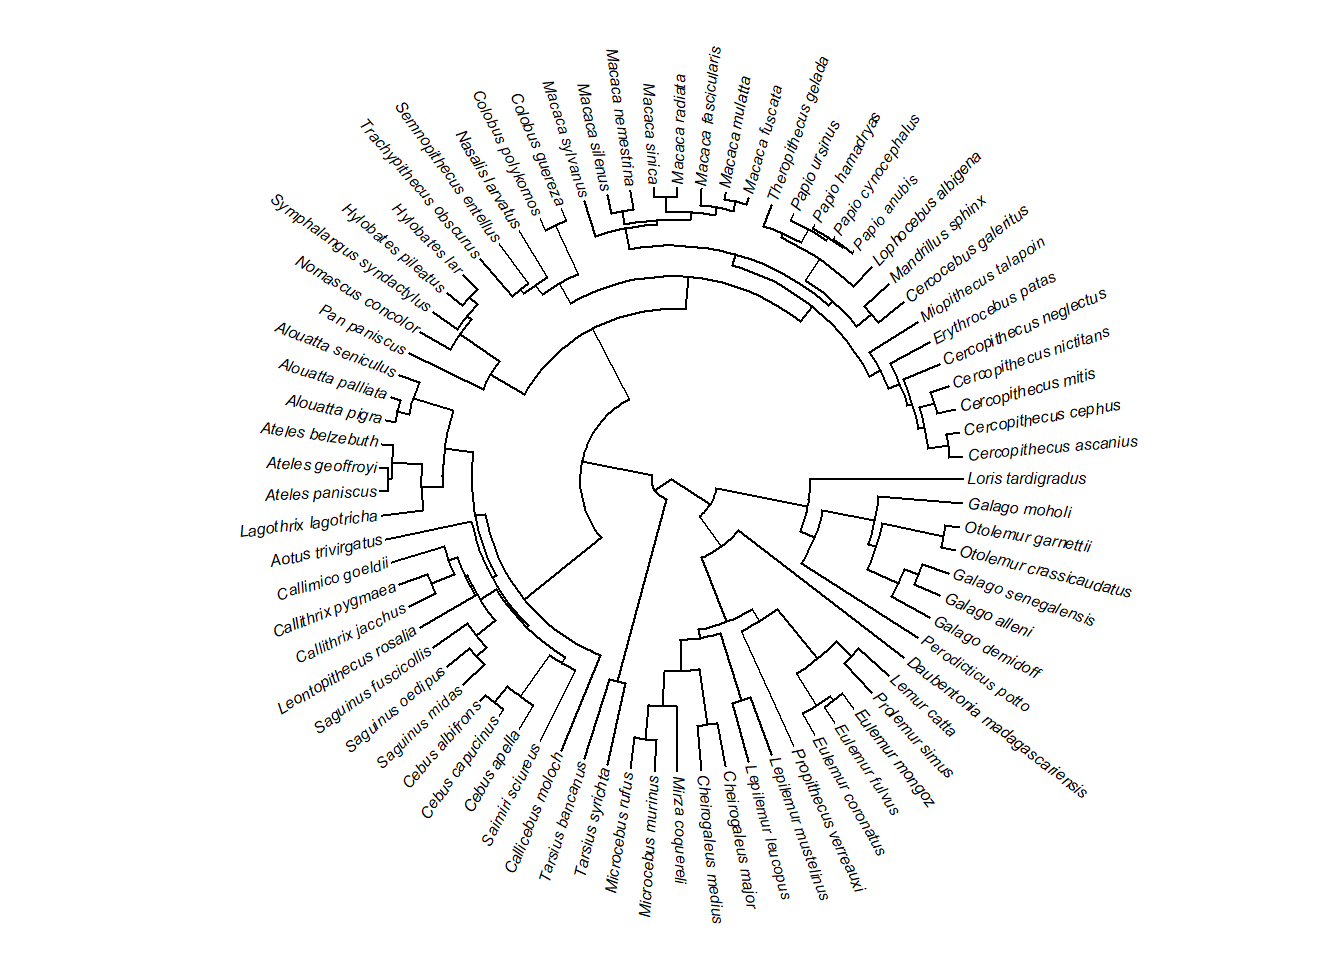 Loris tardigradus
Cercopithecus ascanius
Cercopithecus cephus
Cercopithecus mitis
Cercopithecus nictitans
Cercopithecus neglectus
Erythrocebus patas
Miopithecus talapoin
Cercocebus galeritus
Mandrillus sphinx
Lophocebus albigena
Papio anubis
Papio cynocephalus
Papio hamadryas
Papio ursinus
Theropithecus gelada
Macaca fuscata
Macaca mulatta
Macaca fascicularis
Macaca radiata
Macaca sinica
Macaca nemestrina
Macaca silenus
Macaca sylvanus
Colobus guereza
Colobus polykomos
Nasalis larvatus
Semnopithecus entellus
Trachypithecus obscurus
Hylobates lar
Hylobates pileatus
Symphalangus syndactylus
Nomascus concolor
Pan paniscus
Alouatta seniculus
Alouatta palliata
Alouatta pigra
Ateles belzebuth
Ateles geoffroyi
Ateles paniscus
Lagothrix lagotricha
Aotus trivirgatus
Callimico goeldii
Callithrix pygmaea
Callithrix jacchus
Leontopithecus rosalia
Saguinus fuscicollis
Saguinus oedipus
Saguinus midas
Cebus albifrons
Cebus capucinus
Cebus apella
Saimiri sciureus
Callicebus moloch
Tarsius bancanus
Tarsius syrichta
Microcebus rufus
Microcebus murinus
Mirza coquereli
Cheirogaleus medius
Cheirogaleus major
Lepilemur leucopus
Lepilemur mustelinus
Propithecus verreauxi
Eulemur coronatus
Eulemur fulvus
Eulemur mongoz
Prolemur simus
Lemur catta
Daubentonia madagascariensis
Perodicticus potto
Galago demidoff
Galago alleni
Galago senegalensis
Otolemur crassicaudatus
Otolemur garnettii
Galago moholi